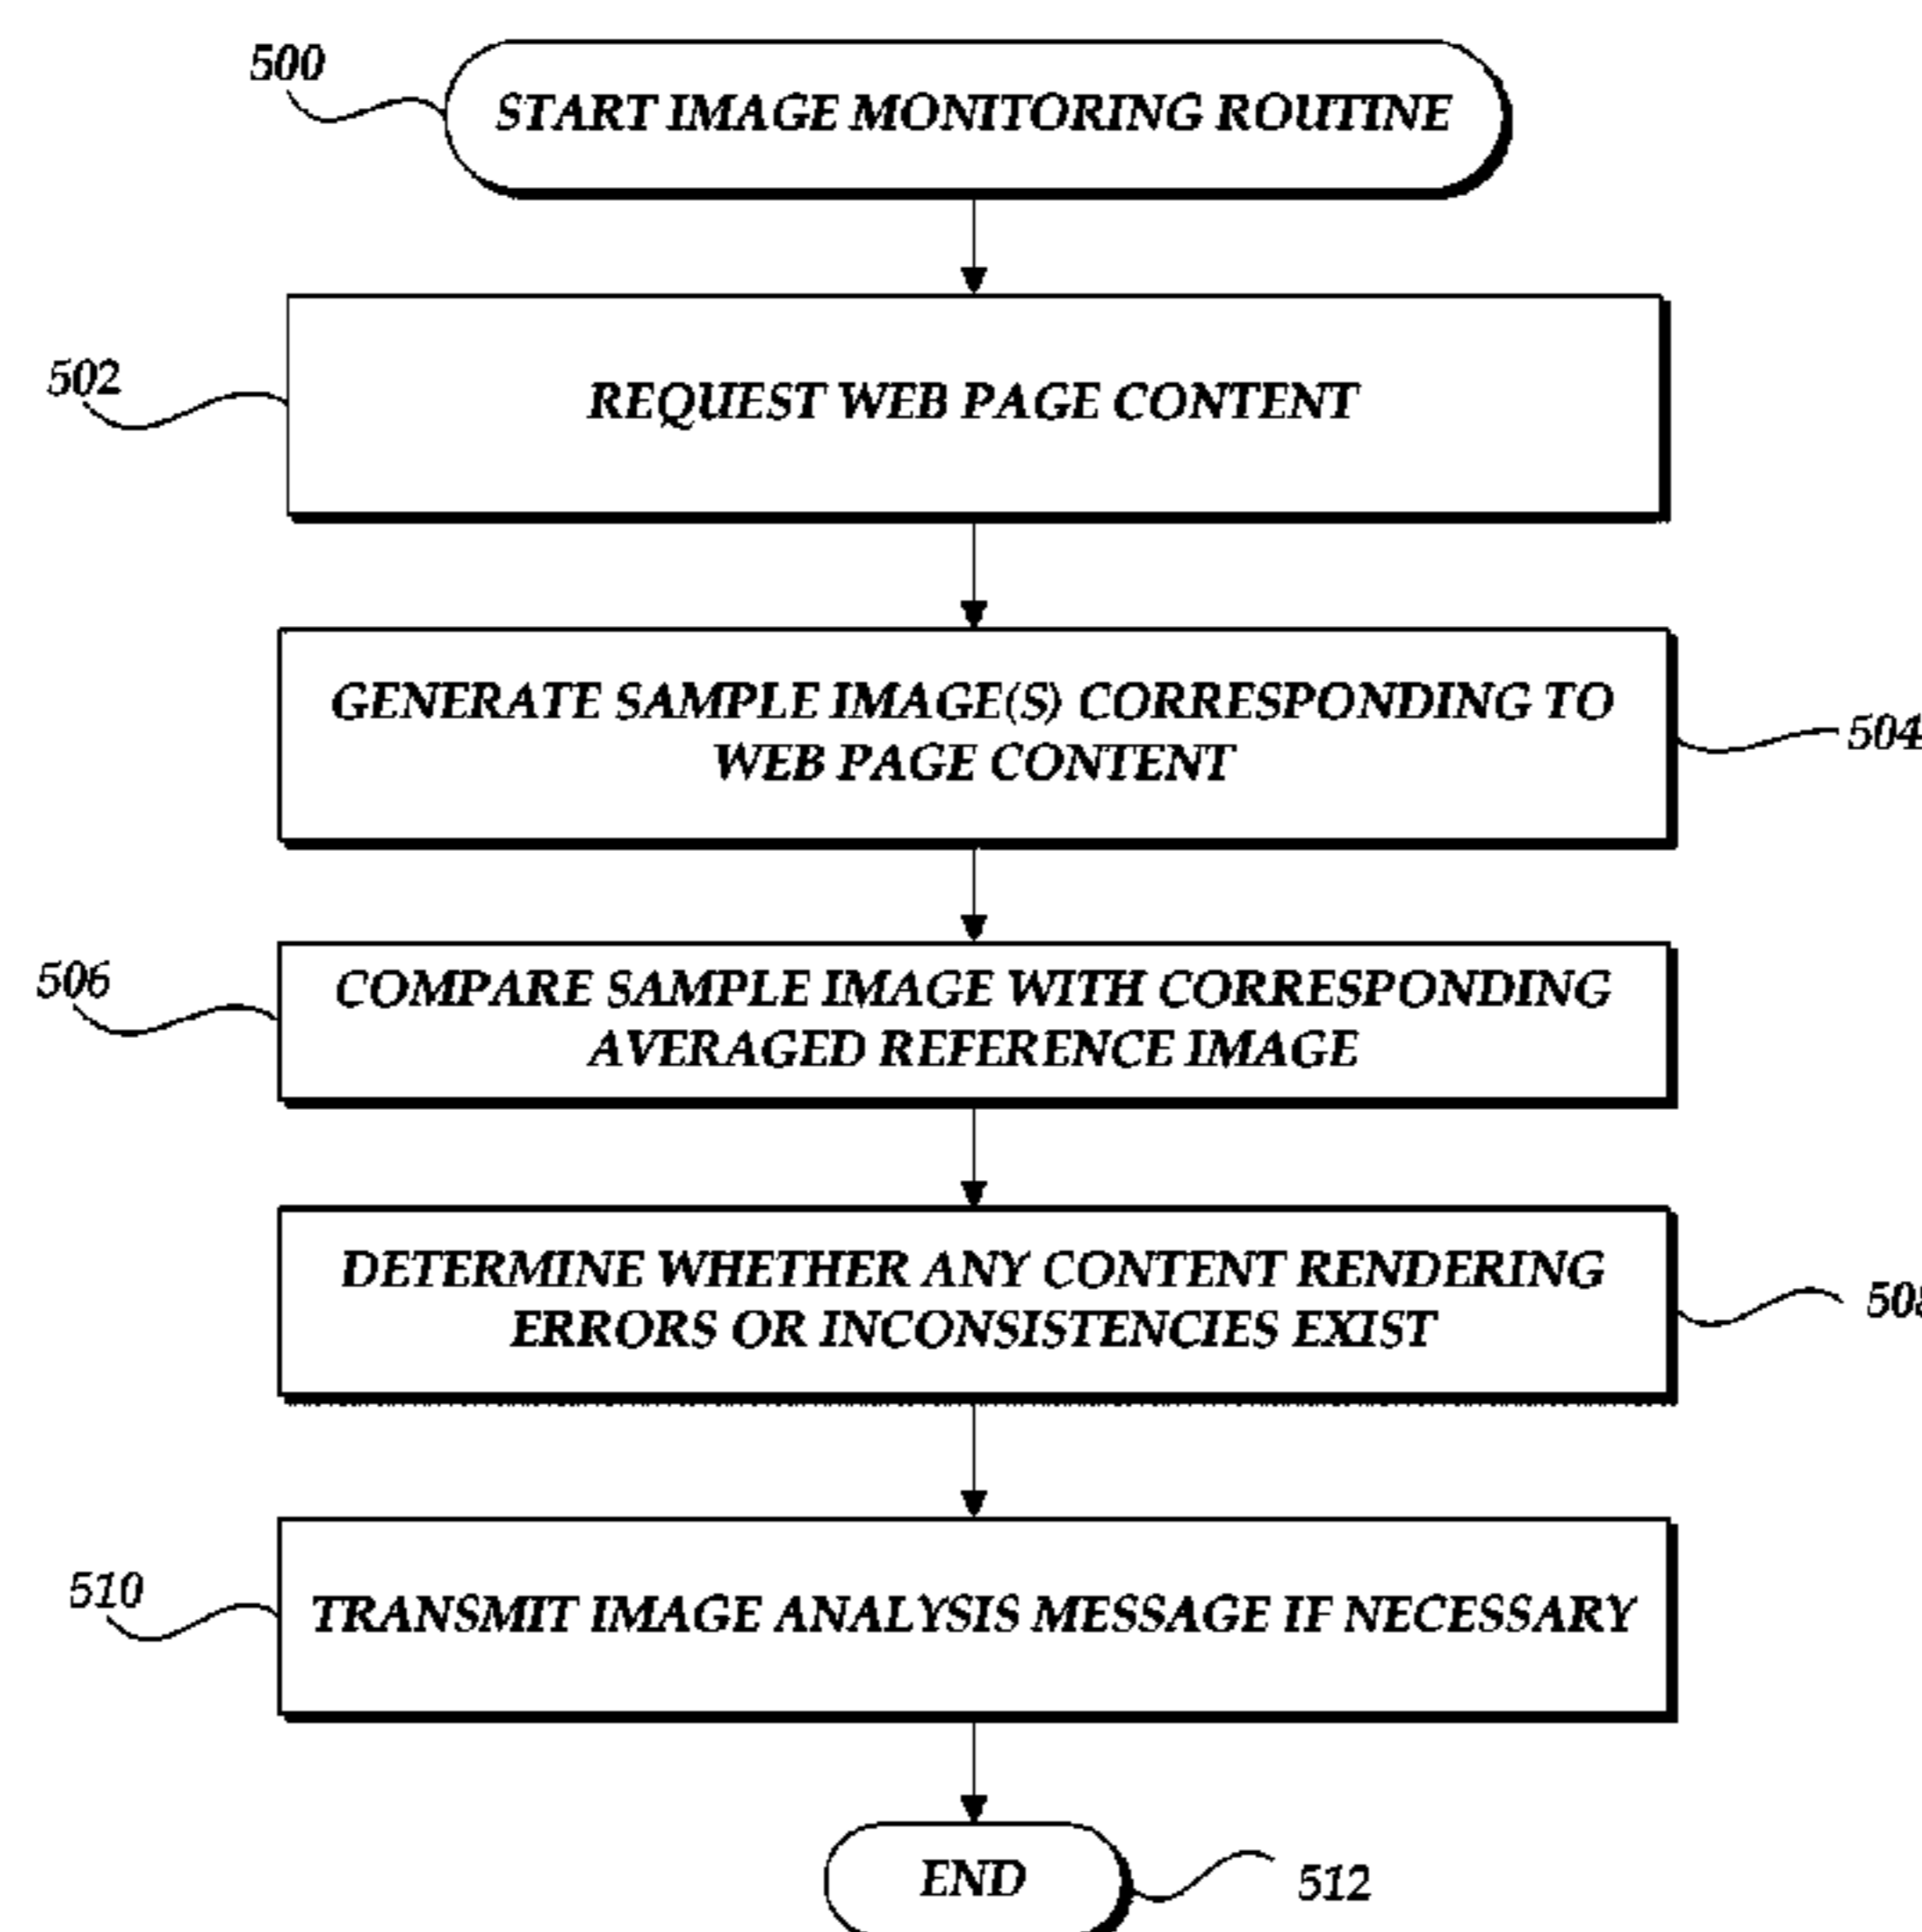 500
START IMAGE MONITORING ROUTINE
502
REQUEST WEB PAGE CONTENT
GENERATE SAMPLE IMAGE(S) CORRESPONDING TO
WEB PAGE CONTENT
504
506
COMPARE SAMPLE IMAGE WITH CORRESPONDING
AVERAGED REFERENCE IMAGE
DETERMINE WHETHER ANY CONTENT RENDERING
ERRORS OR INCONSISTENCIES EXIST
508
510
TRANSMIT IMAGE ANALYSIS MESSAGE IF NECESSARY
END
512